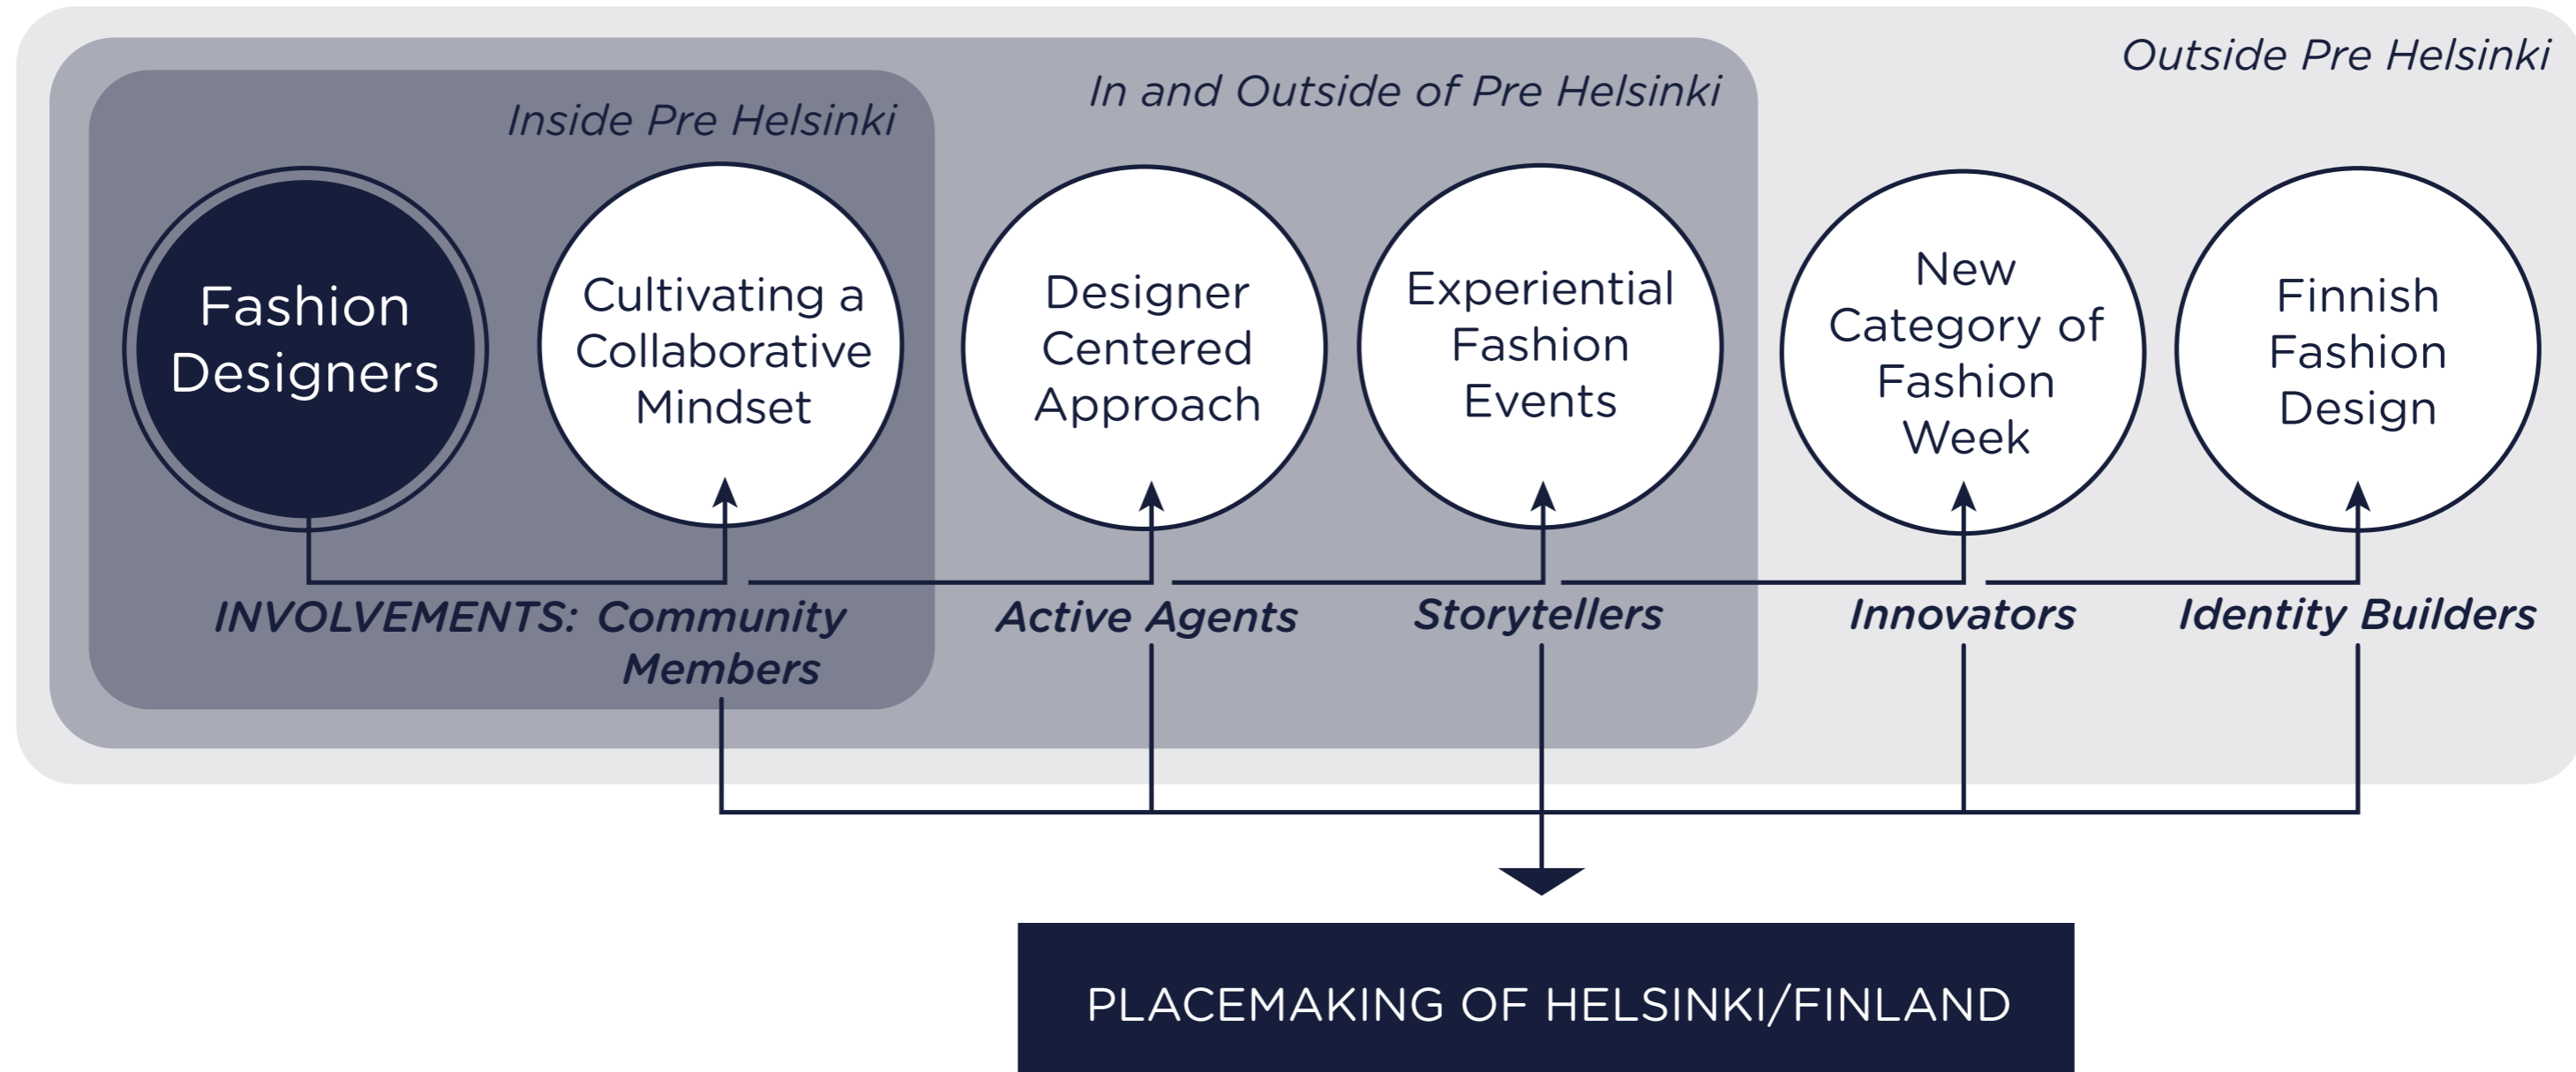 Outside Pre Helsinki
In and Outside of Pre Helsinki
Inside Pre Helsinki
Fashion
Designers
Cultivating a
Collaborative
Mindset
Designer
Centered
Approach
Experiential
Fashion
Events
New
Category of
Fashion
Week
Finnish
Fashion
Design
INVOLVEMENTS: Community
Members
Active Agents
Storytellers
Innovators
Identity Builders
PLACEMAKING OF HELSINKI/FINLAND